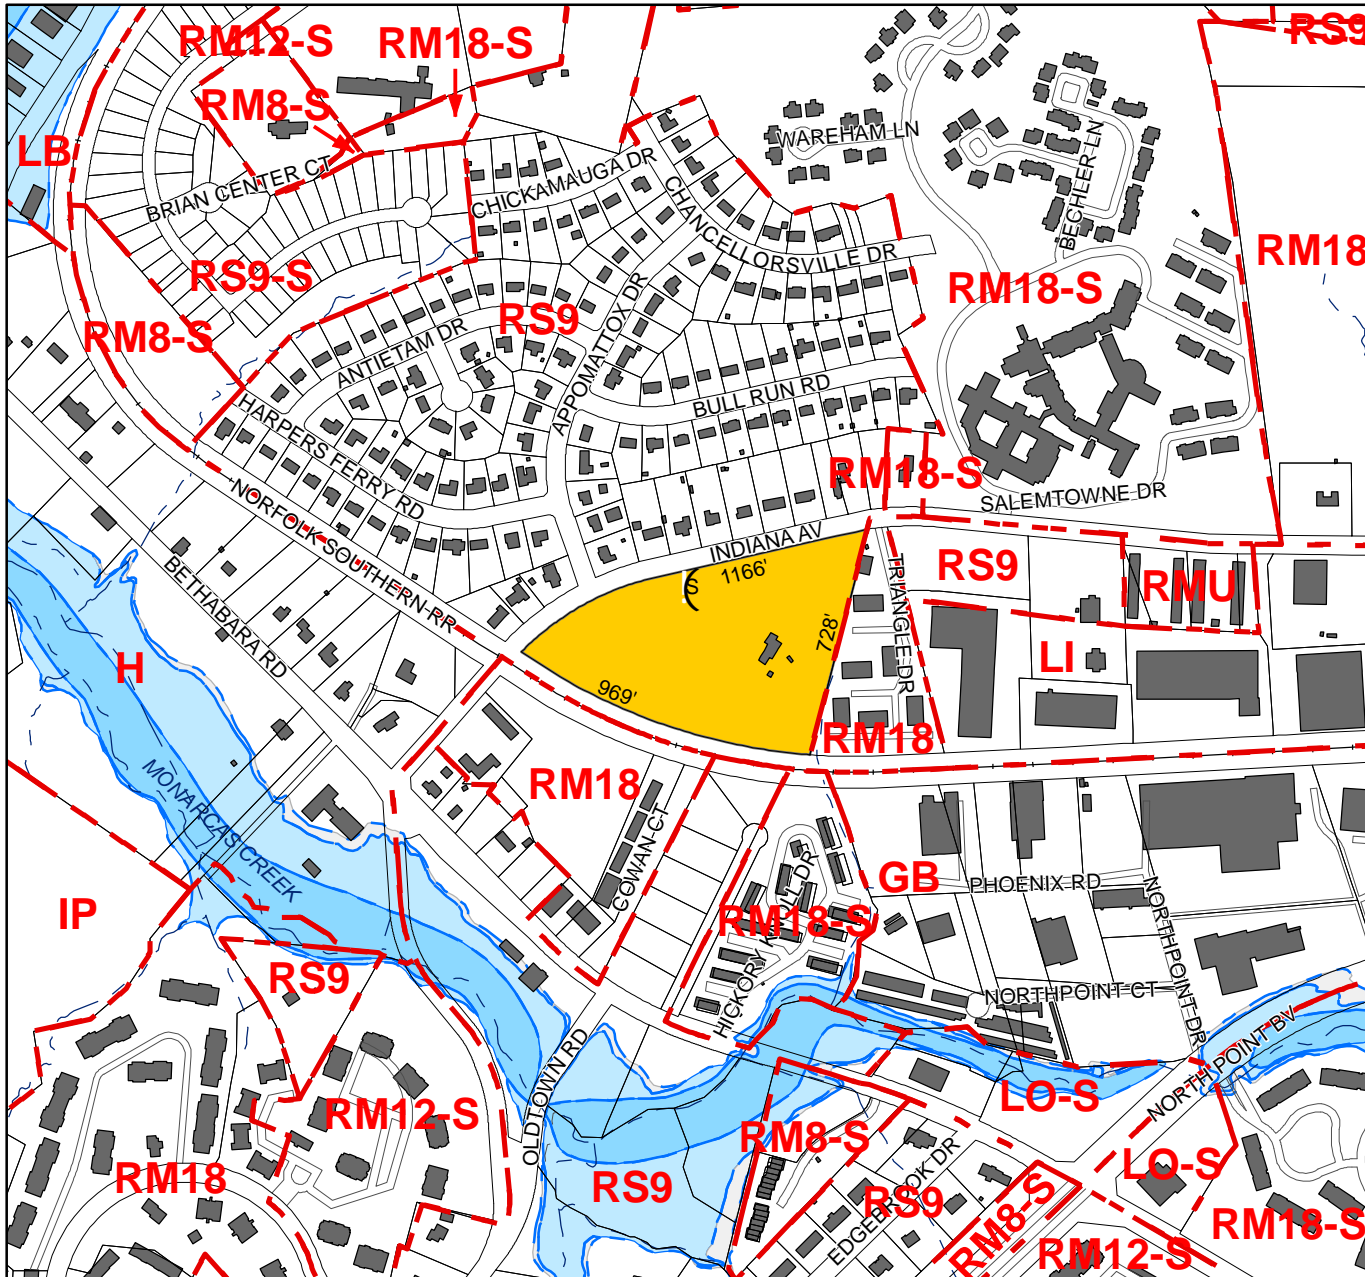 RM12-S
RM18-S
RS9
RM8-S
LB
WAREHAM LN
BECHLER LN
BRIAN CENTER CT
CHICKAMAUGA DR
CHANCELLORSVILLE DR
RS9-S
RM18
RM18-S
RM8-S
RS9
APPOMATTOX DR
ANTIETAM DR
BULL RUN RD
HARPERS FERRY RD
RM18-S
SALEMTOWNE DR
NORFOLK SOUTHERN RR
INDIANA AV
BETHABARA RD
S
1166'
TRIANGLE DR
RS9
RMU
728'
H
LI
969'
RM18
MONARCAS CREEK
RM18
COWAN CT
HICKORY KNOLL DR
GB
PHOENIX RD
NORTHPOINT DR
IP
RM18-S
RS9
NORTHPOINT CT
NORTH POINT BV
OLDTOWN RD
LO-S
RM12-S
RM8-S
RM18
RS9
EDGEBROOK DR
RS9
LO-S
RM8-S
RM18-S
RM12-S